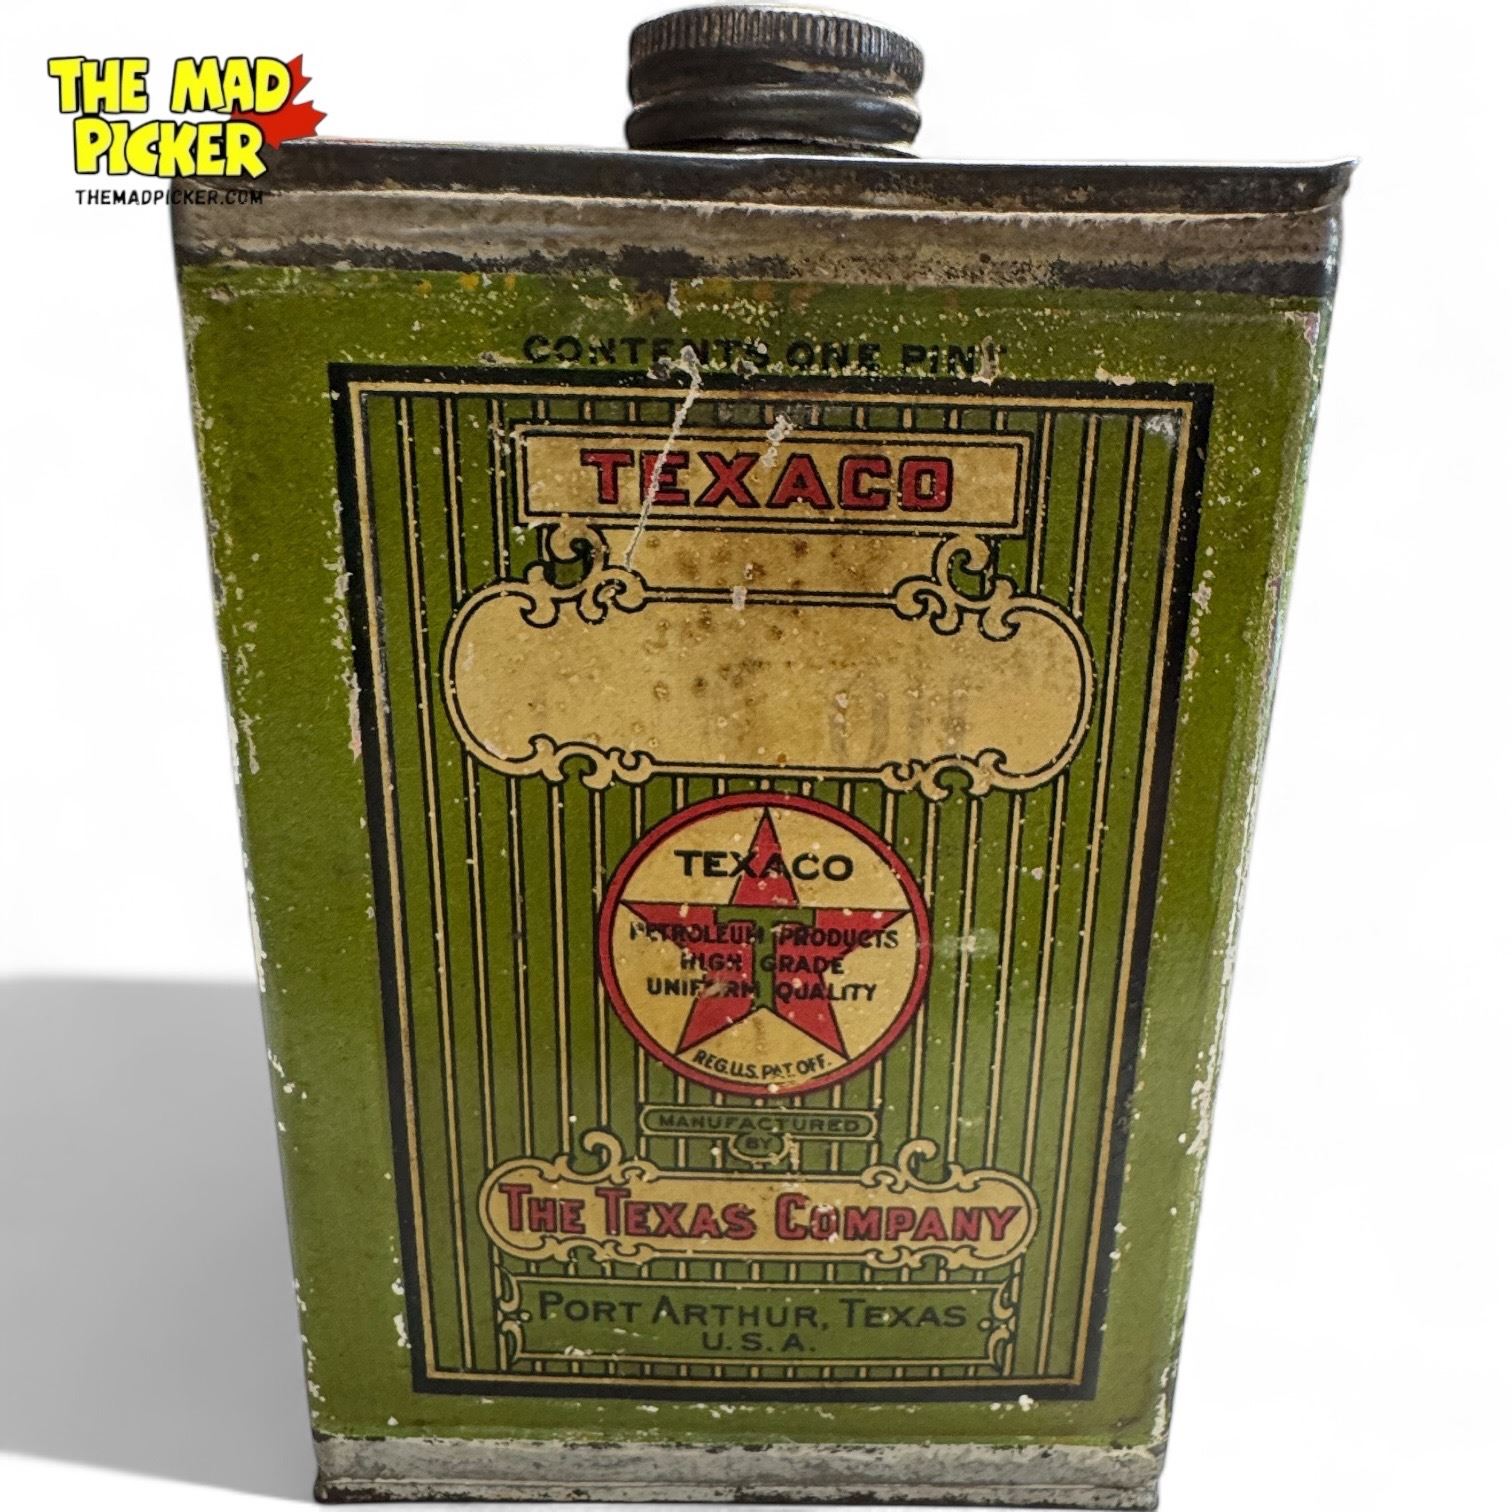 THE MAD
PICKER
THEMADPICKER.COM
CONTENTS ONE PINT
TEXACO
TEXACO
T
PETROLEUM PRODUCTS
HIGH GRADE
UNIFORM QUALITY
REG.U.S.PAT.OFF.
MANUFACTURED
BY
THE TEXAS COMPANY
PORT ARTHUR, TEXAS
U.S.A.